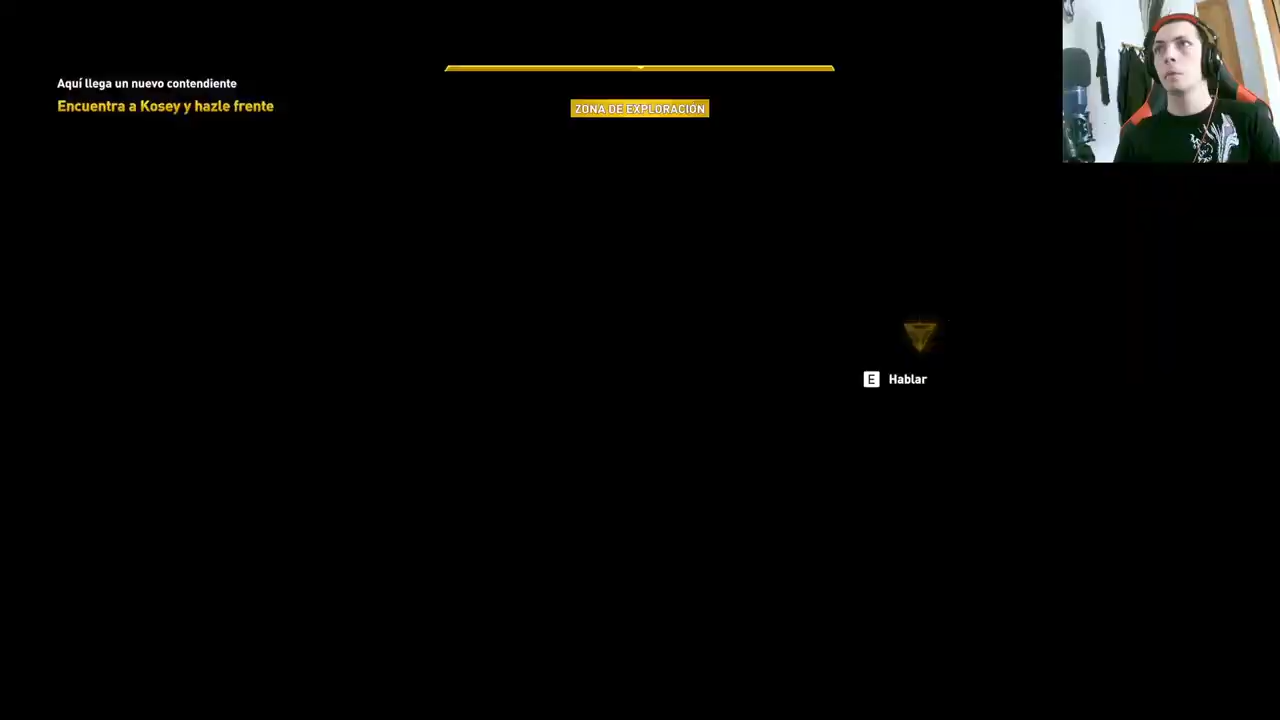 Aquí llega un nuevo contendiente
Encuentra a Kosey y hazle frente
ZONA DE EXPLORACIÓN
E Hablar